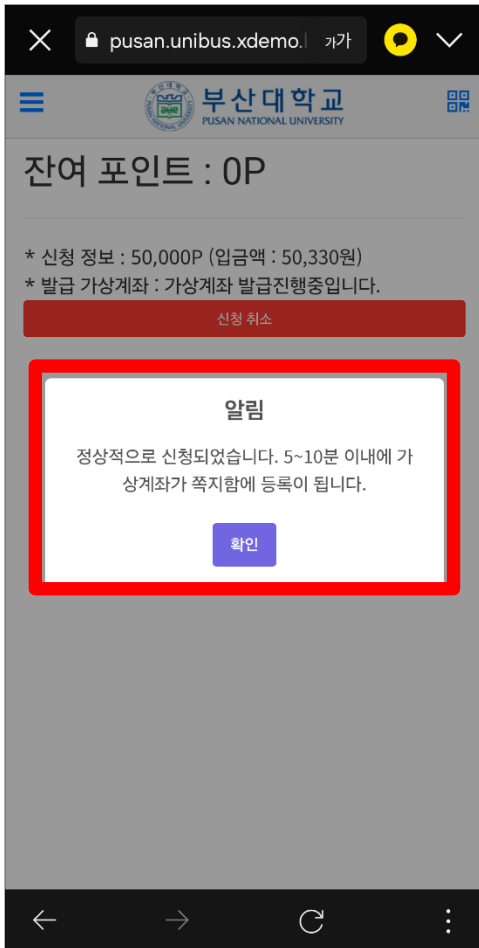 pusan.unibus.xdemo. 가가
부산대학교
PUSAN NATIONAL UNIVERSITY
잔여 포인트 : 0P
* 신청 정보 : 50,000P (입금액 : 50,330원)
* 발급 가상계좌 : 가상계좌 발급진행중입니다.
신청 취소
알림
정상적으로 신청되었습니다. 5~10분 이내에 가
상계좌가 쪽지함에 등록이 됩니다.
확인